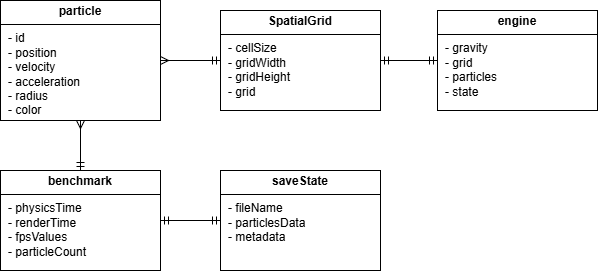 particle
- id
- position
- velocity
- acceleration
- radius
- color
SpatialGrid
- cellSize
- gridWidth
- gridHeight
- grid
engine
- gravity
- grid
- particles
- state
benchmark
- physicsTime
- renderTime
- fpsValues
- particleCount
saveState
- fileName
- particlesData
- metadata